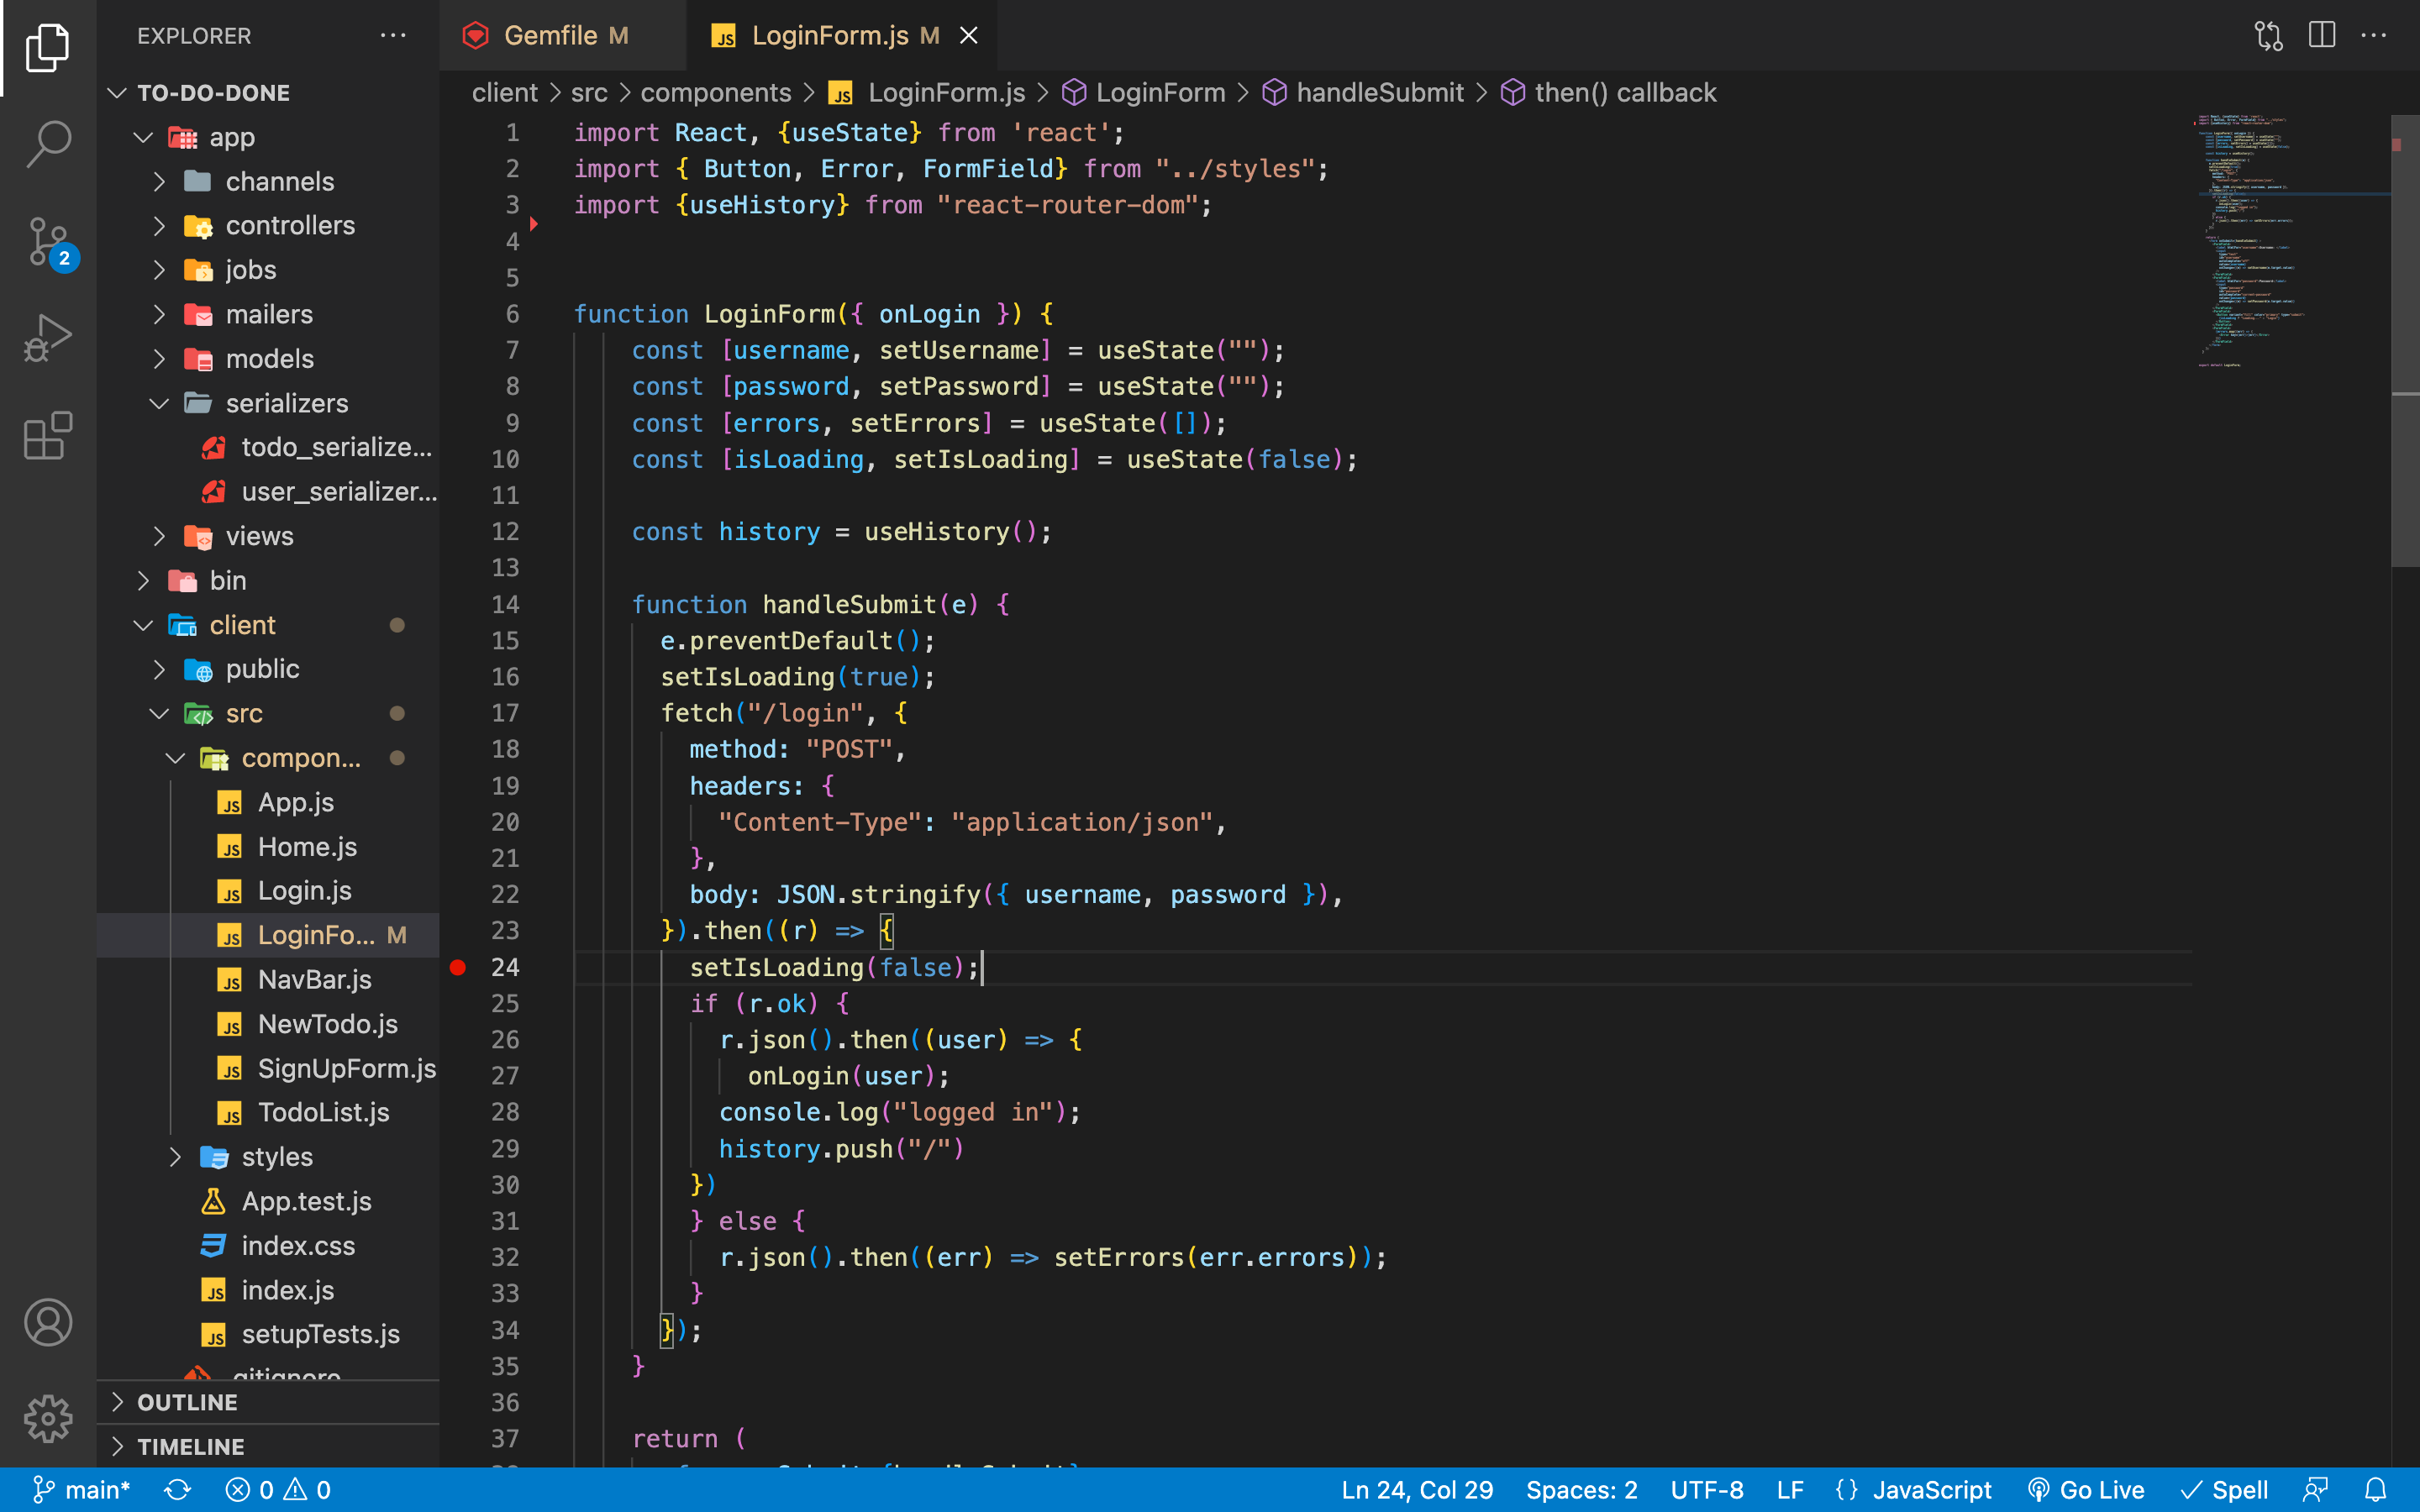 EXPLORER
TO-DO-DONE
app
channels
controllers
jobs
mailers
models
serializers
todo_serialize...
user_serializer...
views
bin
client
public
src
compon...
App.js
Home.js
Login.js
LoginFo... M
NavBar.js
NewTodo.js
SignUpForm.js
TodoList.js
styles
App.test.js
index.css
index.js
setupTests.js
.gitignore
OUTLINE
TIMELINE
2
Gemfile M
LoginForm.js M
client > src > components > LoginForm.js > LoginForm > handleSubmit > then() callback
1 import React, {useState} from 'react';
2 import { Button, Error, FormField} from "../styles";
3 import {useHistory} from "react-router-dom";
4
5
6 function LoginForm({ onLogin }) {
7 const [username, setUsername] = useState("");
8 const [password, setPassword] = useState("");
9 const [errors, setErrors] = useState([]);
10 const [isLoading, setIsLoading] = useState(false);
11
12 const history = useHistory();
13
14 function handleSubmit(e) {
15 e.preventDefault();
16 setIsLoading(true);
17 fetch("/login", {
18 method: "POST",
19 headers: {
20 "Content-Type": "application/json",
21 },
22 body: JSON.stringify({ username, password }),
23 }).then((r) => {
24 setIsLoading(false);
25 if (r.ok) {
26 r.json().then((user) => {
27 onLogin(user);
28 console.log("logged in");
29 history.push("/")
30 })
31 } else {
32 r.json().then((err) => setErrors(err.errors));
33 }
34 });
35 }
36
37 return (
main* 0 0
Ln 24, Col 29 Spaces: 2 UTF-8 LF {} JavaScript Go Live Spell